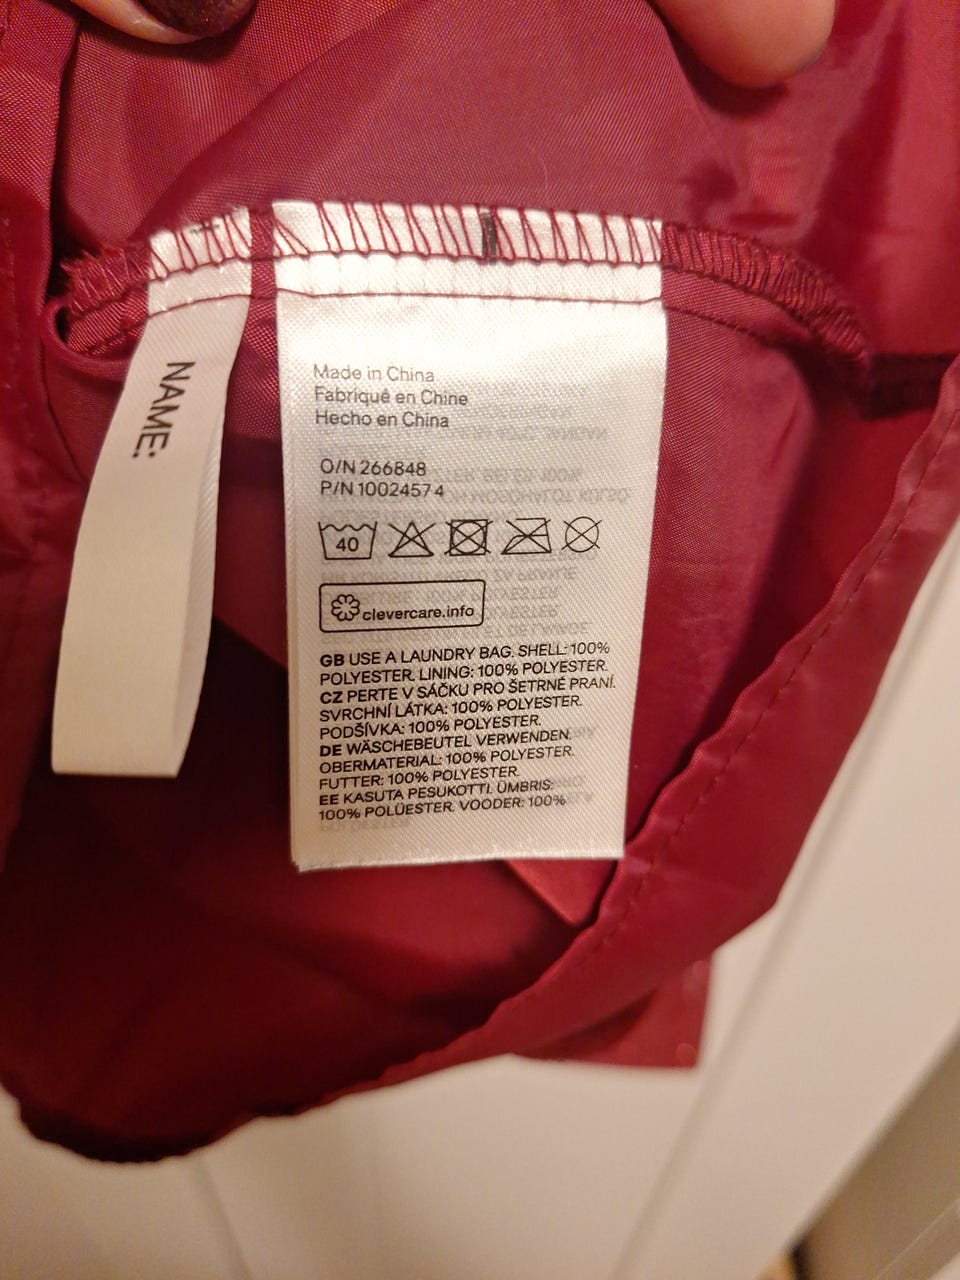 NAME:
Made in China
Fabriqué en Chine
Hecho en China
O/N 266848
P/N 10024574
40
clevercare.info
GB USE A LAUNDRY BAG. SHELL: 100%
POLYESTER. LINING: 100% POLYESTER.
CZ PERTE V SÁČKU PRO ŠETRNÉ PRANÍ.
SVRCHNÍ LÁTKA: 100% POLYESTER.
PODŠÍVKA: 100% POLYESTER.
DE WÄSCHEBEUTEL VERWENDEN.
OBERMATERIAL: 100% POLYESTER.
FUTTER: 100% POLYESTER.
EE KASUTA PESUKOTTI. ÜMBRIS:
100% POLÜESTER. VOODER: 100%